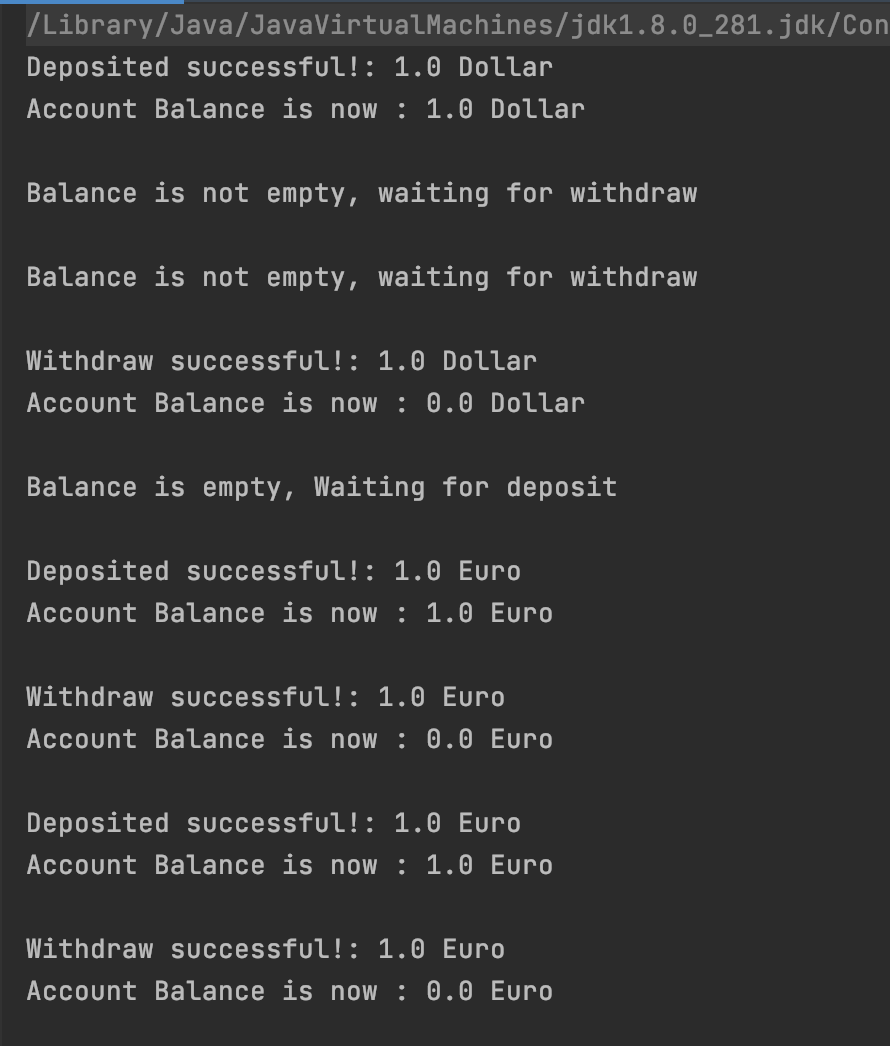 /Library/Java/JavaVirtualMachines/jdk1.8.0_281.jdk/Con
Deposited successful!: 1.0 Dollar
Account Balance is now : 1.0 Dollar
Balance is not empty, waiting for withdraw
Balance is not empty, waiting for withdraw
Withdraw successful!: 1.0 Dollar
Account Balance is now : 0.0 Dollar
Balance is empty, Waiting for deposit
Deposited successful!: 1.0 Euro
Account Balance is now : 1.0 Euro
Withdraw successful!: 1.0 Euro
Account Balance is now : 0.0 Euro
Deposited successful!: 1.0 Euro
Account Balance is now : 1.0 Euro
Withdraw successful!: 1.0 Euro
Account Balance is now : 0.0 Euro